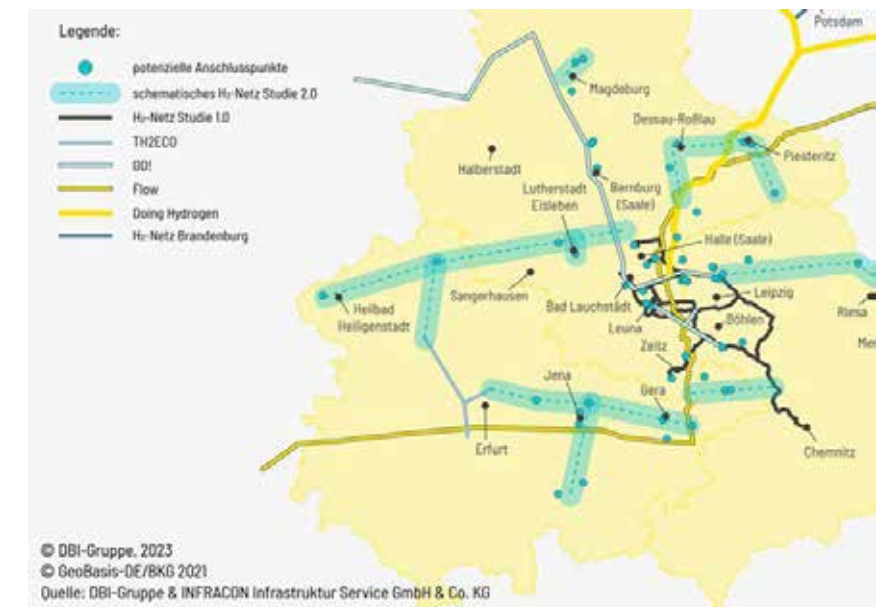 Legende:
potenzielle Anschlusspunkte
schematisches H₂-Netz Studie 2.0
H₂-Netz Studie 1.0
TH2ECO
GO!
Flow
Doing Hydrogen
H₂-Netz Brandenburg
Potsdam
Magdeburg
Dessau-Roßlau
Piesteritz
Halberstadt
Lutherstadt
Eisleben
Bernburg
(Saale)
Halle (Saale)
Sangerhausen
Bad Lauchstädt
Leipzig
Heilbad
Heiligenstadt
Leuna
Böhlen
Riesa
Zeitz
Mei
Jena
Gera
Erfurt
Chemnitz
© DBI-Gruppe, 2023
© GeoBasis-DE/BKG 2021
Quelle: DBI-Gruppe & INFRACON Infrastruktur Service GmbH & Co. KG